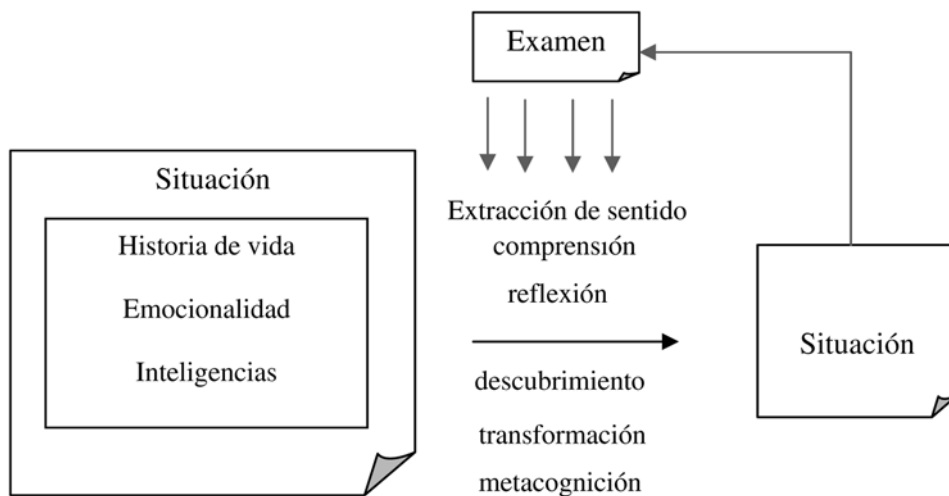 Examen
Situación
Historia de vida
Emocionalidad
Inteligencias
Extracción de sentido
comprensión
reflexión
descubrimiento
transformación
metacognición
Situación